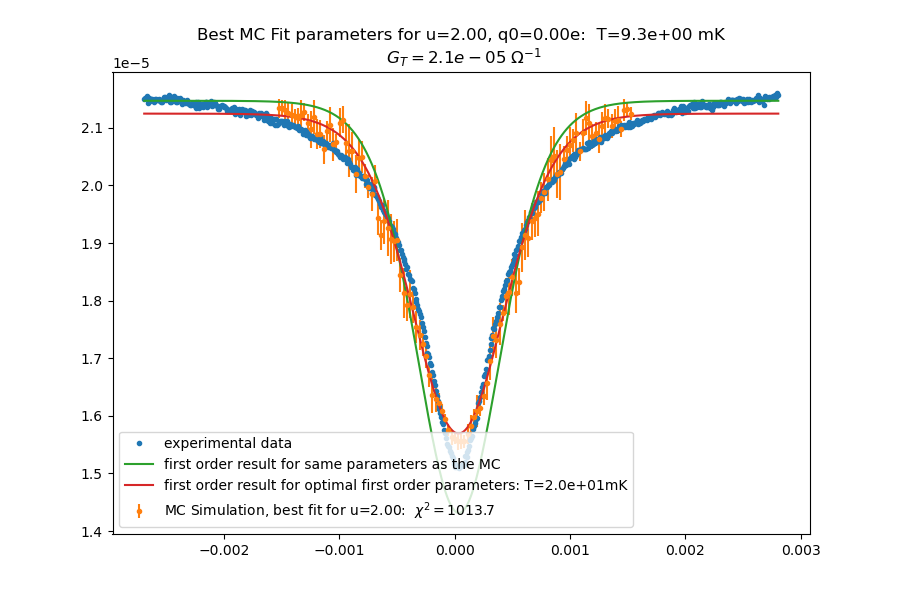 Best MC Fit parameters for u=2.00, q0=0.00e:  T=9.3e+00 mK
$G_T = 2.1e-05\ \Omega^{-1}$
1e−5
2.1
2.0
1.9
1.8
1.7
1.6
1.5
1.4
experimental data
first order result for same parameters as the MC
first order result for optimal first order parameters: T=2.0e+01mK
MC Simulation, best fit for u=2.00:  $\chi^2 = 1013.7$
−0.002 −0.001 0.000 0.001 0.002 0.003